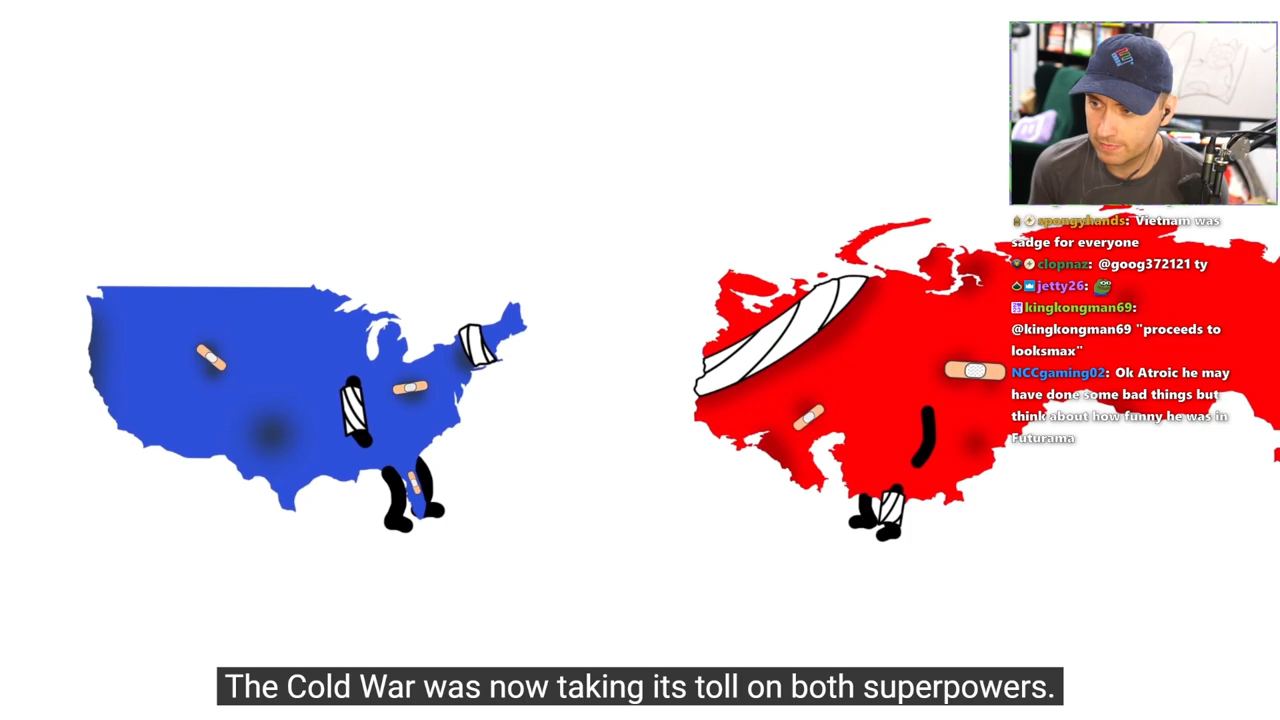 spongyhands: Vietnam was
sadge for everyone
clopnaz: @goog372121 ty
jetty26:
kingkongman69:
@kingkongman69 "proceeds to
looksmax"
NCCgaming02: Ok Atroic he may
have done some bad things but
think about how funny he was in
Futurama
The Cold War was now taking its toll on both superpowers.